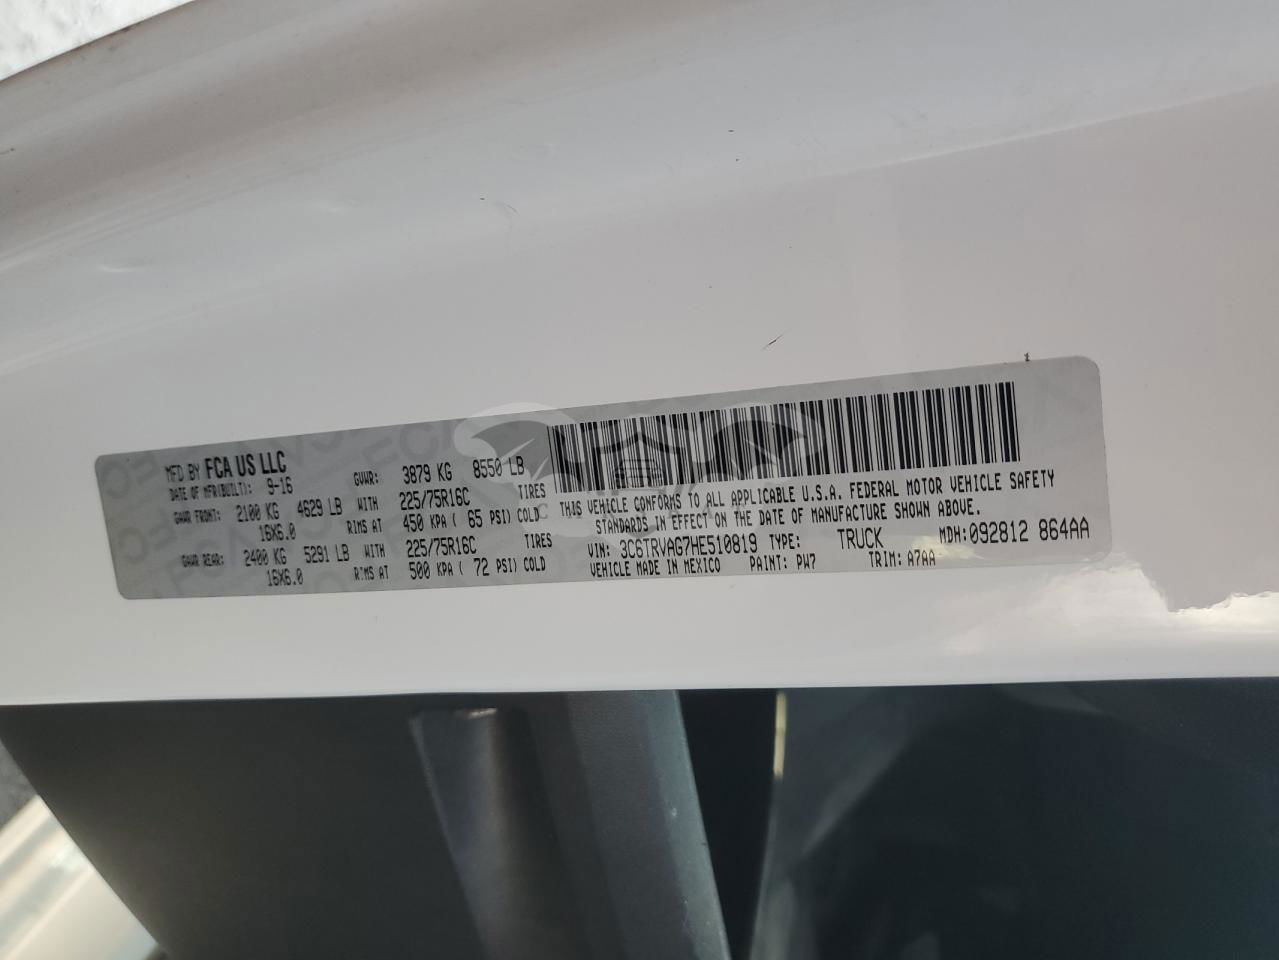 MFD BY FCA US LLC
DATE OF MFR(BUILT): 9-16 GVWR: 3879 KG 8550 LB
GAWR FRONT: 2100 KG 4629 LB WITH 225/75R16C TIRES
16X6.0 RIMS AT 450 KPA ( 65 PSI) COLD
GAWR REAR: 2400 KG 5291 LB WITH 225/75R16C TIRES
16X6.0 RIMS AT 500 KPA ( 72 PSI) COLD
THIS VEHICLE CONFORMS TO ALL APPLICABLE U.S.A. FEDERAL MOTOR VEHICLE SAFETY
STANDARDS IN EFFECT ON THE DATE OF MANUFACTURE SHOWN ABOVE.
VIN: 3C6TRVAG7HE510819 TYPE: TRUCK MDH:092812 864AA
VEHICLE MADE IN MEXICO PAINT: PW7 TRIM: A7AA